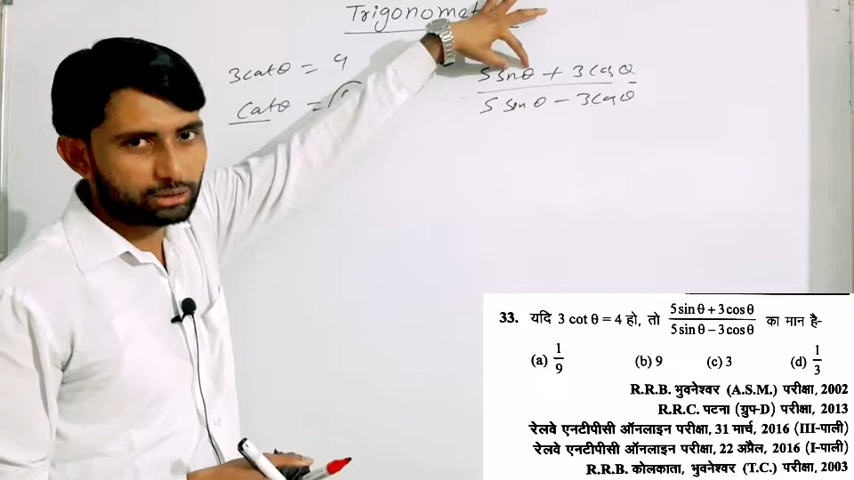 Trigonomet
3cotθ = 4
cotθ =
5sinθ + 3cosθ
5sinθ - 3cosθ
33. यदि 3 cot θ = 4 हो, तो (5sinθ + 3cosθ)/(5sinθ - 3cosθ) का मान है-
(a) 1/9 (b) 9 (c) 3 (d) 1/3
R.R.B. भुवनेश्वर (A.S.M.) परीक्षा, 2002
R.R.C. पटना (ग्रुप-D) परीक्षा, 2013
रेलवे एनटीपीसी ऑनलाइन परीक्षा, 31 मार्च, 2016 (III-पाली)
रेलवे एनटीपीसी ऑनलाइन परीक्षा, 22 अप्रैल, 2016 (I-पाली)
R.R.B. कोलकाता, भुवनेश्वर (T.C.) परीक्षा, 2003